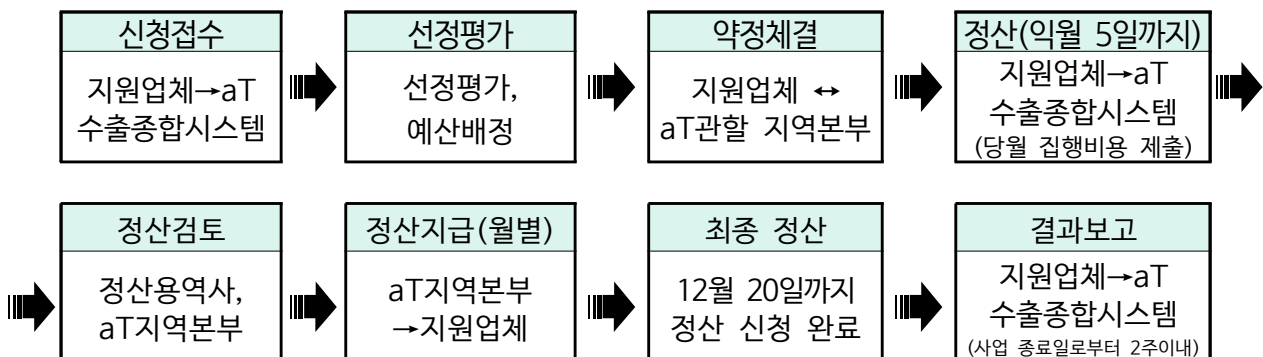 신청접수
지원업체→aT
수출종합시스템
선정평가
선정평가,
예산배정
약정체결
지원업체 ↔
aT관할 지역본부
정산(익월 5일까지)
지원업체→aT
수출종합시스템
(당월 집행비용 제출)
정산검토
정산용역사,
aT지역본부
정산지급(월별)
aT지역본부
→지원업체
최종 정산
12월 20일까지
정산 신청 완료
결과보고
지원업체→aT
수출종합시스템
(사업 종료일로부터 2주이내)